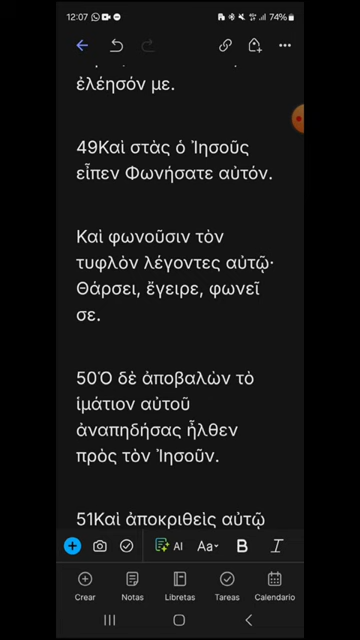 12:07
74%
ἐλέησόν με.
49Καὶ στὰς ὁ Ἰησοῦς
εἶπεν Φωνήσατε αὐτόν.
Καὶ φωνοῦσιν τὸν
τυφλὸν λέγοντες αὐτῷ·
Θάρσει, ἔγειρε, φωνεῖ
σε.
50Ὁ δὲ ἀποβαλὼν τὸ
ἱμάτιον αὐτοῦ
ἀναπηδήσας ἦλθεν
πρὸς τὸν Ἰησοῦν.
51Καὶ ἀποκριθεὶς αὐτῷ
AI Aa B I
Crear Notas Libretas Tareas Calendario